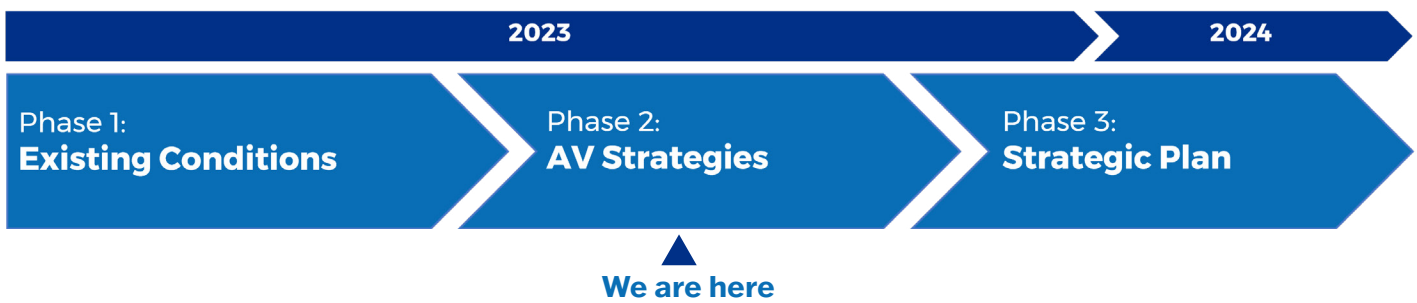 2023
2024
Phase 1:
Existing Conditions
Phase 2:
AV Strategies
Phase 3:
Strategic Plan
We are here